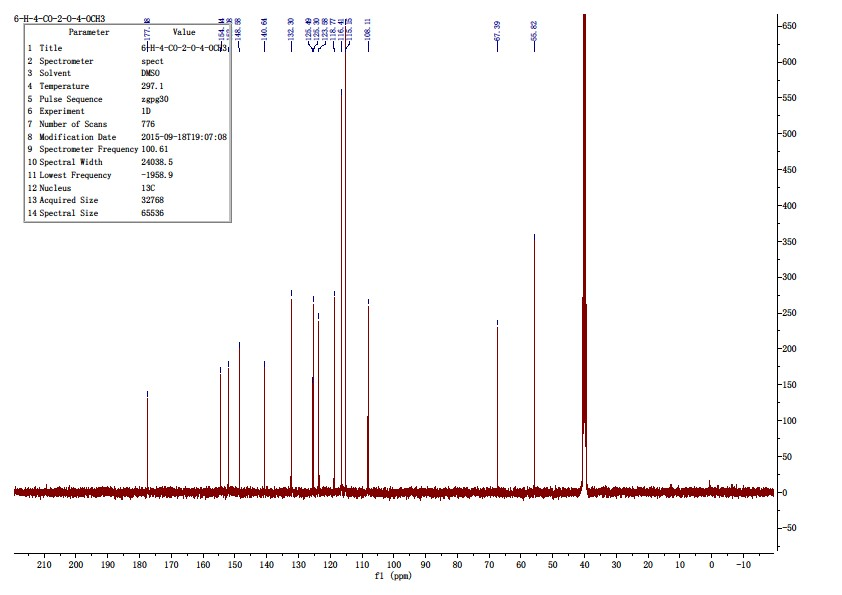 6-H-4-CO-2-O-4-OCH3
Parameter Value
1 Title 6-H-4-CO-2-O-4-OCH3
2 Spectrometer spect
3 Solvent DMSO
4 Temperature 297.1
5 Pulse Sequence zgpg30
6 Experiment 1D
7 Number of Scans 776
8 Modification Date 2015-09-18T19:07:08
9 Spectrometer Frequency 100.61
10 Spectral Width 24038.5
11 Lowest Frequency -1958.9
12 Nucleus 13C
13 Acquired Size 32768
14 Spectral Size 65536
177.48
154.44
148.58
140.64
132.30
125.49
125.30
123.58
118.77
116.41
115.15
108.11
67.39
55.82
650
600
550
500
450
400
350
300
250
200
150
100
50
0
-50
210 200 190 180 170 160 150 140 130 120 110 100 90 80 70 60 50 40 30 20 10 0 -10
f1 (ppm)